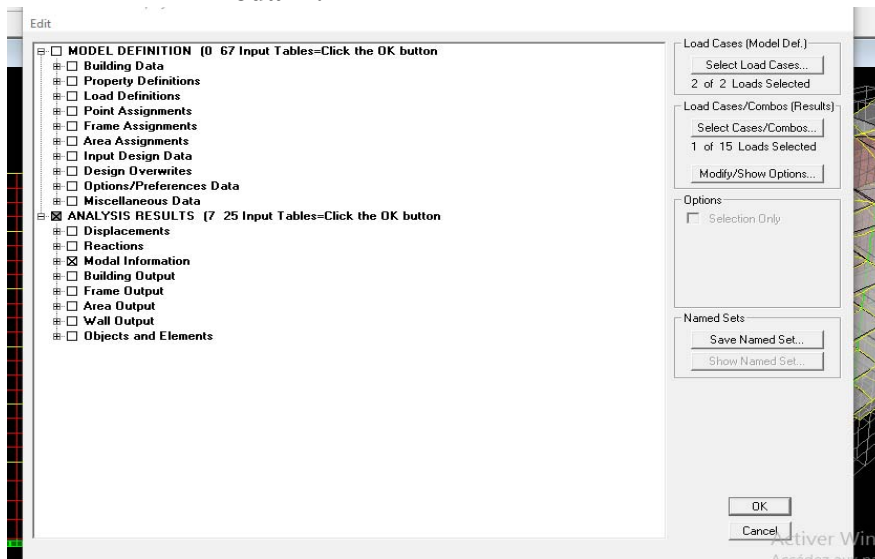 Edit
MODEL DEFINITION (0 67 Input Tables=Click the OK button
Building Data
Property Definitions
Load Definitions
Point Assignments
Frame Assignments
Area Assignments
Input Design Data
Design Overwrites
Options/Preferences Data
Miscellaneous Data
ANALYSIS RESULTS (7 25 Input Tables=Click the OK button
Displacements
Reactions
Modal Information
Building Output
Frame Output
Area Output
Wall Output
Objects and Elements
Load Cases (Model Def.)
Select Load Cases...
2 of 2 Loads Selected
Load Cases/Combos (Results)
Select Cases/Combos...
1 of 15 Loads Selected
Modify/Show Options...
Options
Selection Only
Named Sets
Save Named Set...
Show Named Set...
OK
Cancel
Activer Win